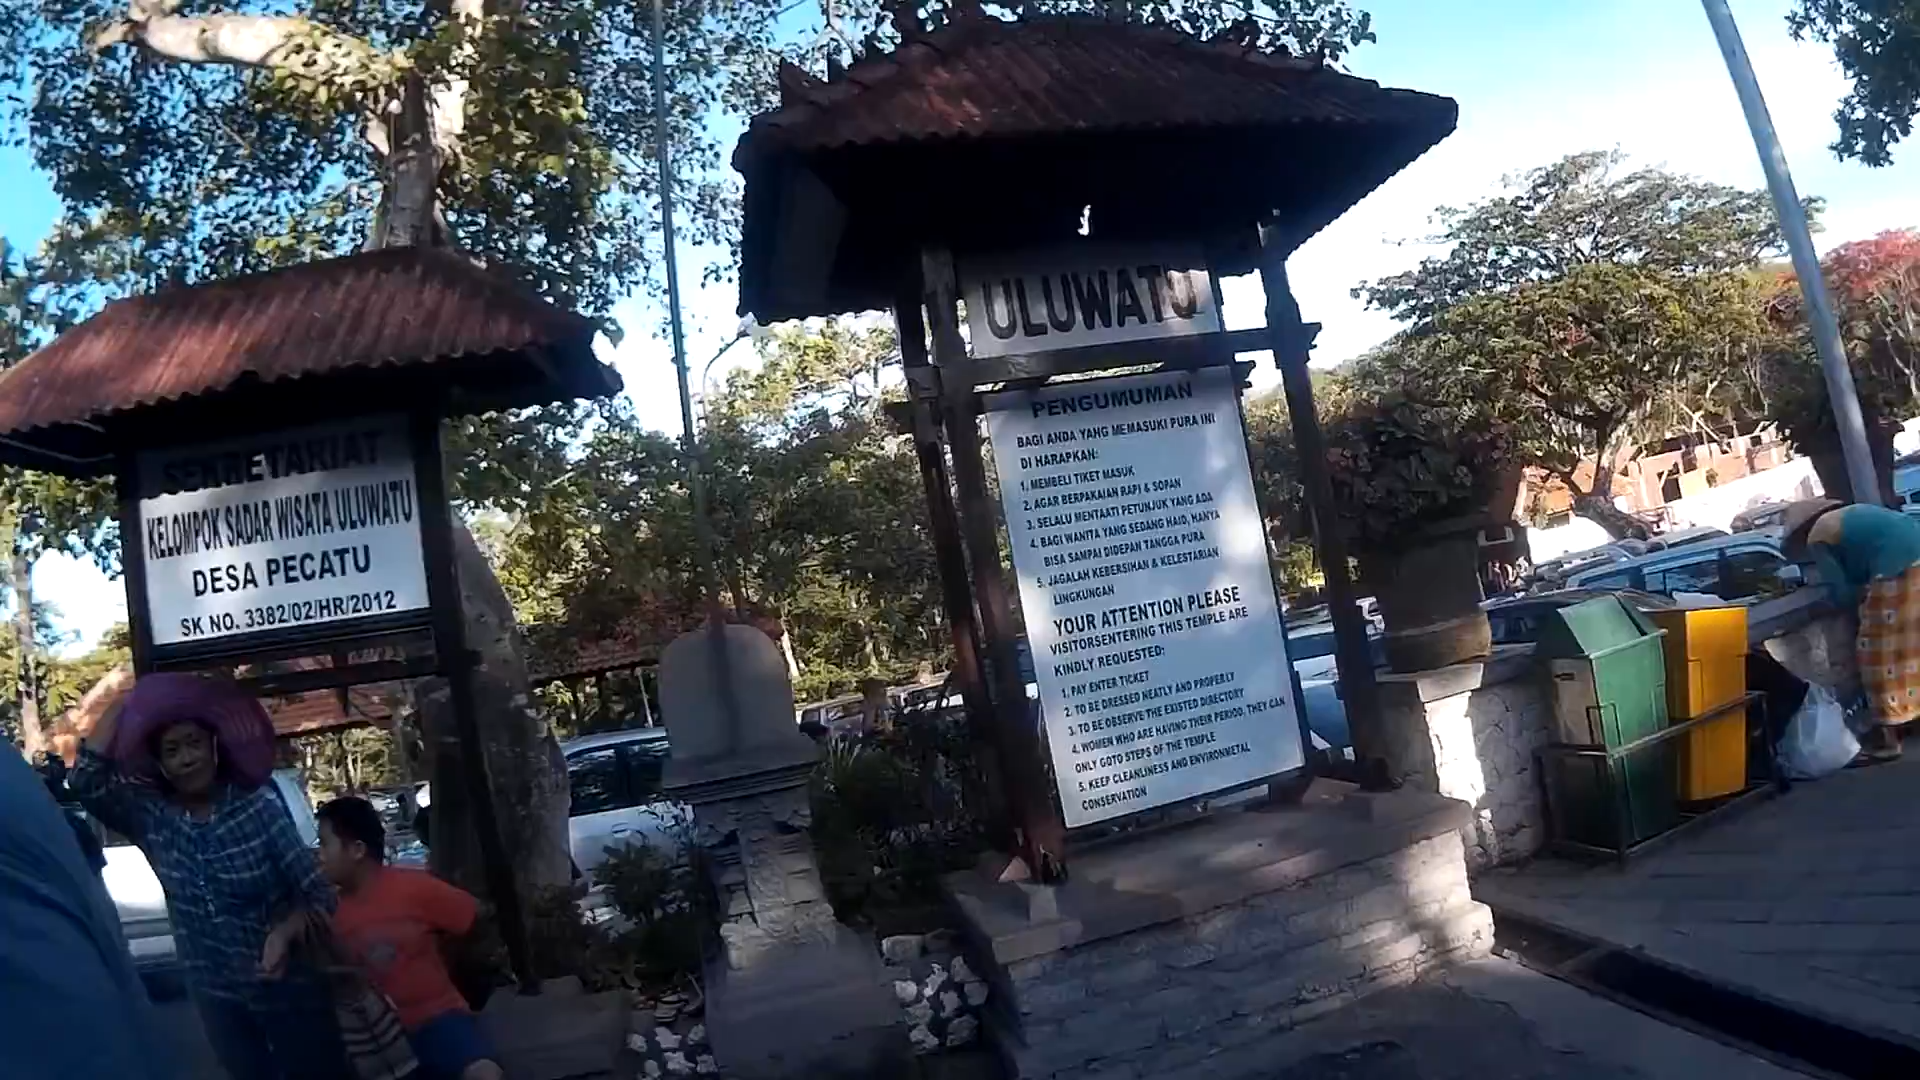 SEKRETARIAT
KELOMPOK SADAR WISATA ULUWATU
DESA PECATU
SK NO. 3382/02/HR/2012
ULUWATU
PENGUMUMAN
BAGI ANDA YANG MEMASUKI PURA INI
DI HARAPKAN:
1. MEMBELI TIKET MASUK
2. AGAR BERPAKAIAN RAPI & SOPAN
3. SELALU MENTAATI PETUNJUK YANG ADA
4. BAGI WANITA YANG SEDANG HAID, HANYA
BISA SAMPAI DIDEPAN TANGGA PURA
5. JAGALAH KEBERSIHAN & KELESTARIAN
LINGKUNGAN
YOUR ATTENTION PLEASE
VISITORSENTERING THIS TEMPLE ARE
KINDLY REQUESTED:
1. PAY ENTER TICKET
2. TO BE DRESSED NEATLY AND PROPERLY
3. TO BE OBSERVE THE EXISTED DIRECTORY
4. WOMEN WHO ARE HAVING THEIR PERIOD, THEY CAN
ONLY GOTO STEPS OF THE TEMPLE
5. KEEP CLEANLINESS AND ENVIRONMETAL
CONSERVATION